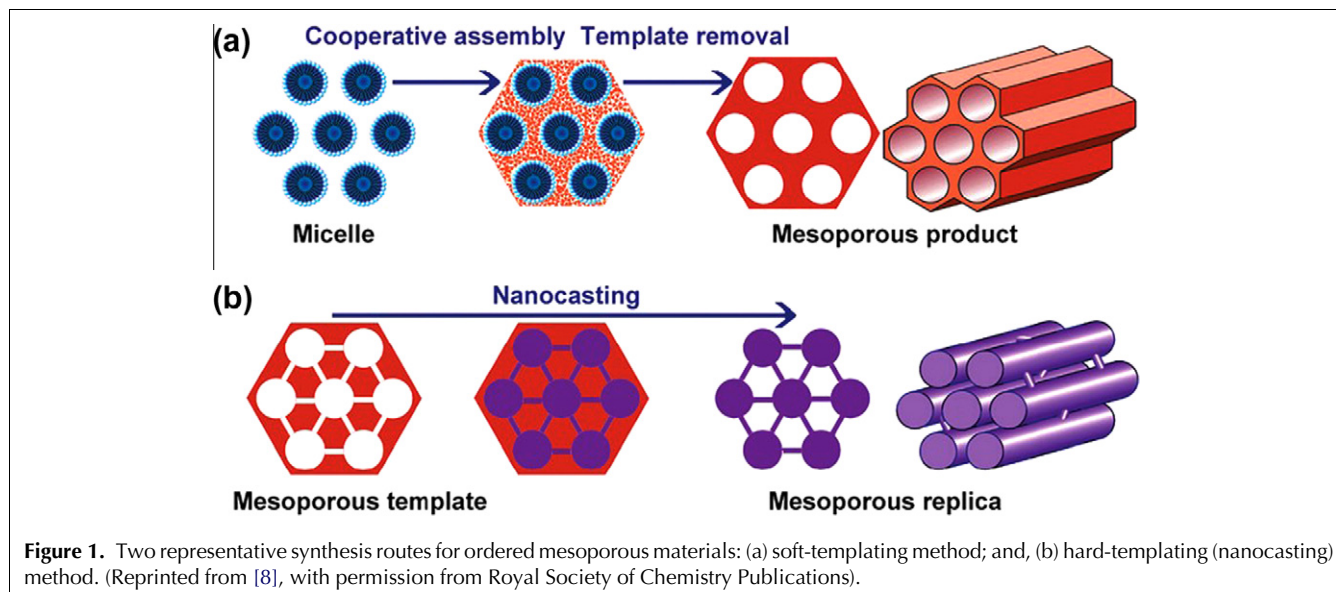 (a)
Cooperative assembly Template removal
Micelle
Mesoporous product
(b)
Nanocasting
Mesoporous template
Mesoporous replica
Figure 1. Two representative synthesis routes for ordered mesoporous materials: (a) soft-templating method; and, (b) hard-templating (nanocasting)
method. (Reprinted from [8], with permission from Royal Society of Chemistry Publications).